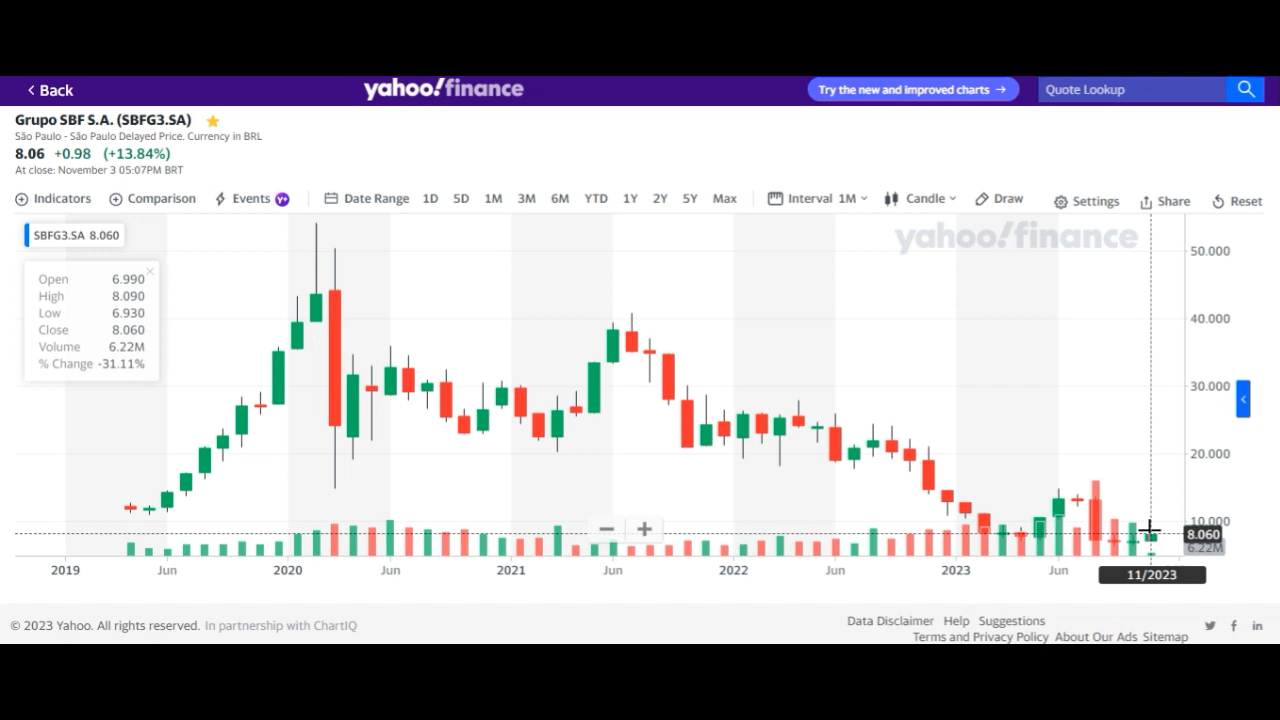 Back
yahoo!finance
Try the new and improved charts →
Quote Lookup
Grupo SBF S.A. (SBFG3.SA)
São Paulo - São Paulo Delayed Price. Currency in BRL
8.06 +0.98 (+13.84%)
At close: November 3 05:07PM BRT
Indicators Comparison Events Y+ Date Range 1D 5D 1M 3M 6M YTD 1Y 2Y 5Y Max Interval 1M Candle Draw Settings Share Reset
SBFG3.SA 8.060
yahoo!finance
Open 6.990
High 8.090
Low 6.930
Close 8.060
Volume 6.22M
% Change -31.11%
50.000
40.000
30.000
20.000
10.000
8.060
6.22M
2019 Jun 2020 Jun 2021 Jun 2022 Jun 2023 Jun
11/2023
© 2023 Yahoo. All rights reserved. In partnership with ChartIQ
Data Disclaimer Help Suggestions
Terms and Privacy Policy About Our Ads Sitemap